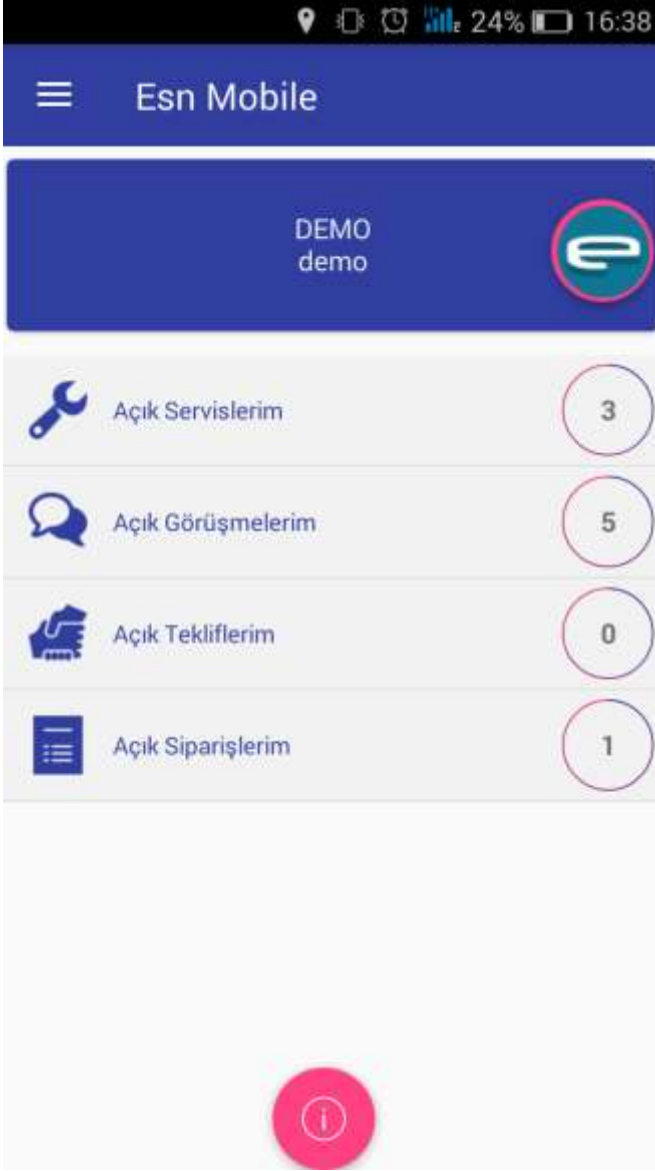 24% 16:38
Esn Mobile
DEMO
demo
Açık Servislerim 3
Açık Görüşmelerim 5
Açık Tekliflerim 0
Açık Siparişlerim 1